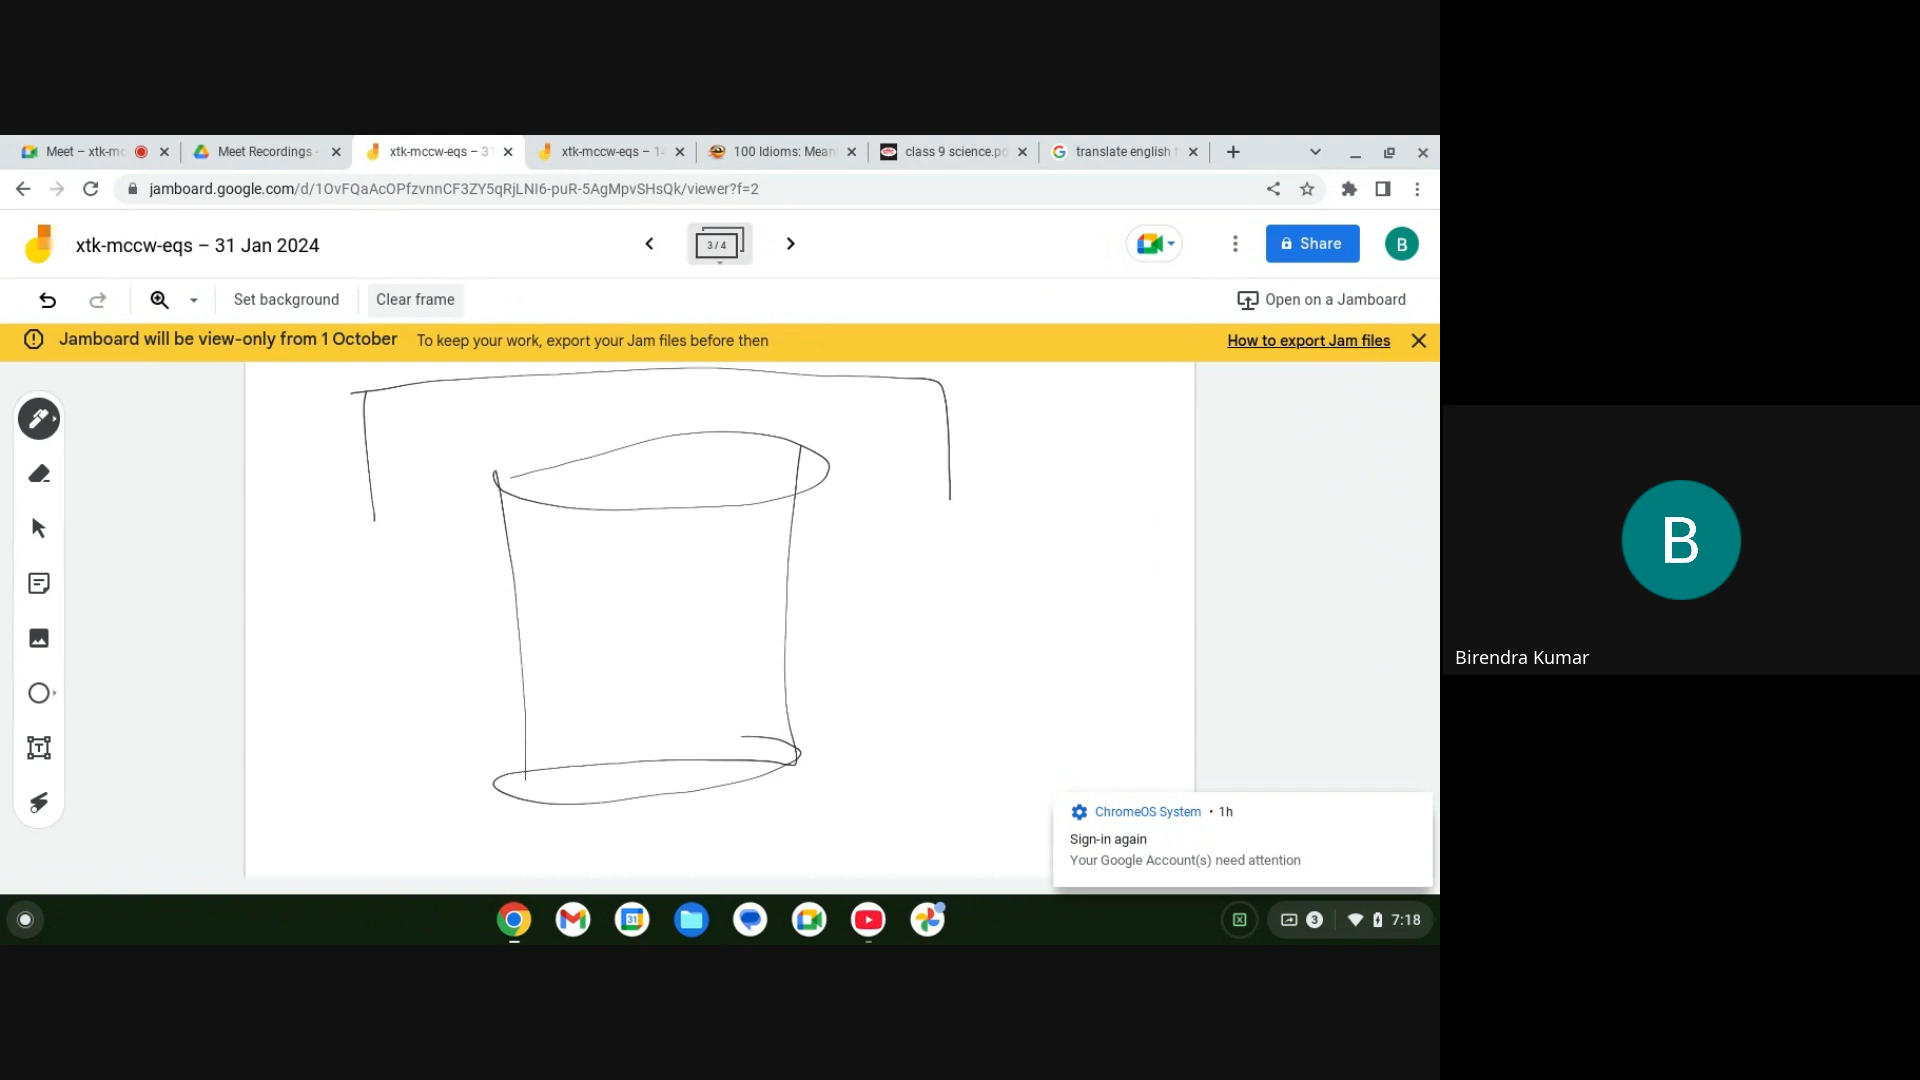 Meet – xtk-mc
Meet Recordings -
xtk-mccw-eqs – 31
xtk-mccw-eqs – 14
100 Idioms: Mean
class 9 science.pd
translate english t
jamboard.google.com/d/1OvFQaAcOPfzvnnCF3ZY5qRjLNI6-puR-5AgMpvSHsQk/viewer?f=2
xtk-mccw-eqs – 31 Jan 2024
3 / 4
Share
B
Set background
Clear frame
Open on a Jamboard
Jamboard will be view-only from 1 October To keep your work, export your Jam files before then
How to export Jam files
B
Birendra Kumar
ChromeOS System • 1h
Sign-in again
Your Google Account(s) need attention
31
3
7:18